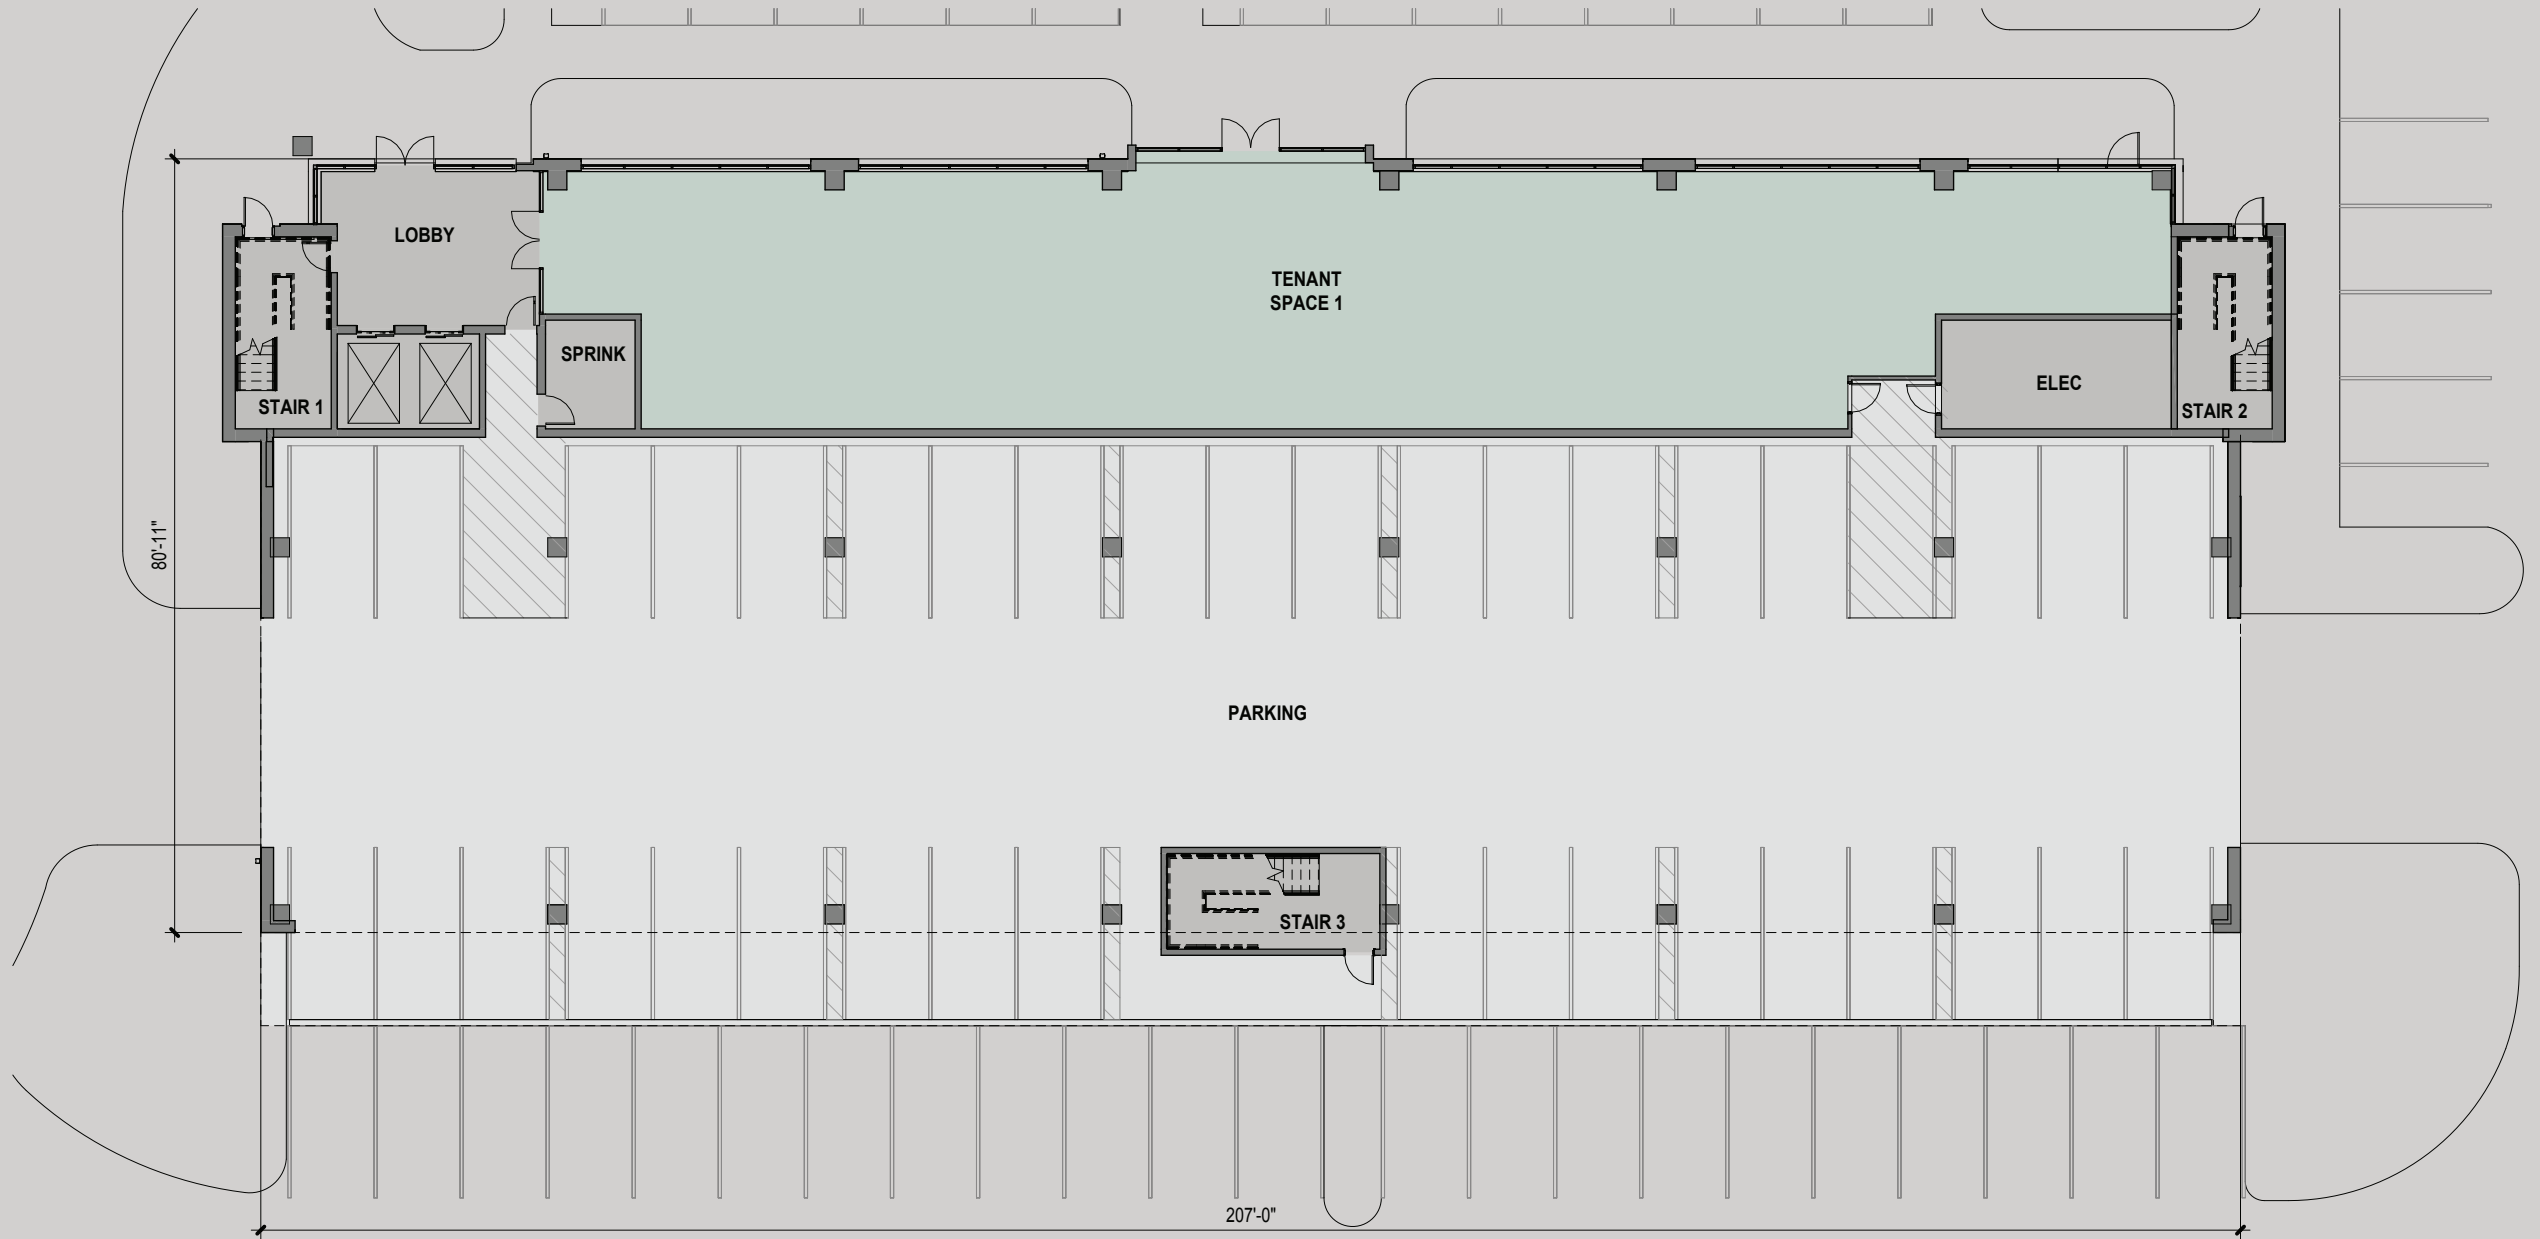 LOBBY
TENANT
SPACE 1
SPRINK
ELEC
STAIR 1
STAIR 2
80'-11"
PARKING
STAIR 3
207'-0"